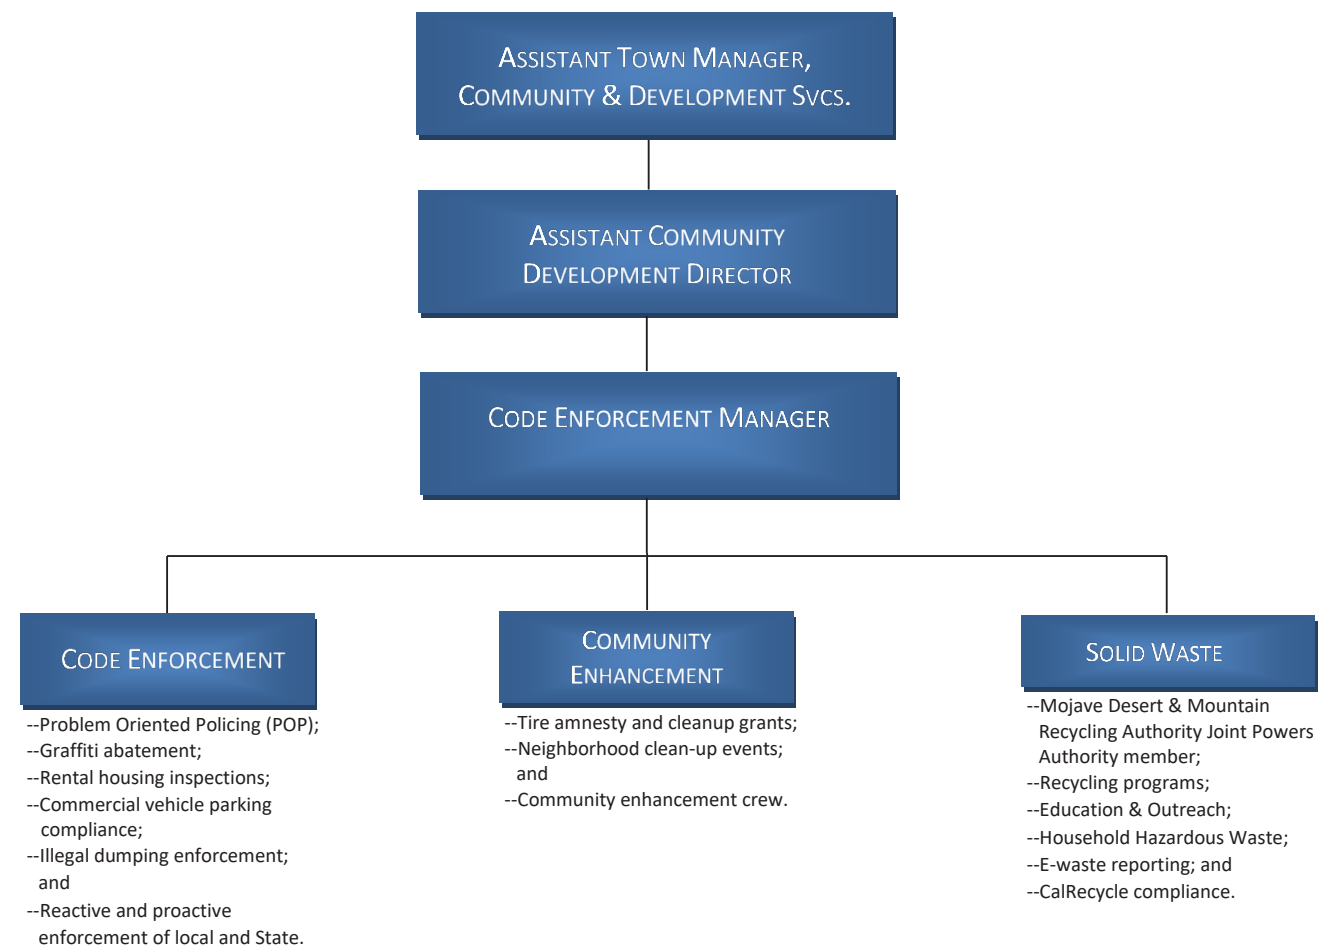 ASSISTANT TOWN MANAGER,
COMMUNITY & DEVELOPMENT SVCS.
ASSISTANT COMMUNITY
DEVELOPMENT DIRECTOR
CODE ENFORCEMENT MANAGER
CODE ENFORCEMENT
--Problem Oriented Policing (POP);
--Graffiti abatement;
--Rental housing inspections;
--Commercial vehicle parking
compliance;
--Illegal dumping enforcement;
and
--Reactive and proactive
enforcement of local and State.
COMMUNITY
ENHANCEMENT
--Tire amnesty and cleanup grants;
--Neighborhood clean-up events;
and
--Community enhancement crew.
SOLID WASTE
--Mojave Desert & Mountain
Recycling Authority Joint Powers
Authority member;
--Recycling programs;
--Education & Outreach;
--Household Hazardous Waste;
--E-waste reporting; and
--CalRecycle compliance.